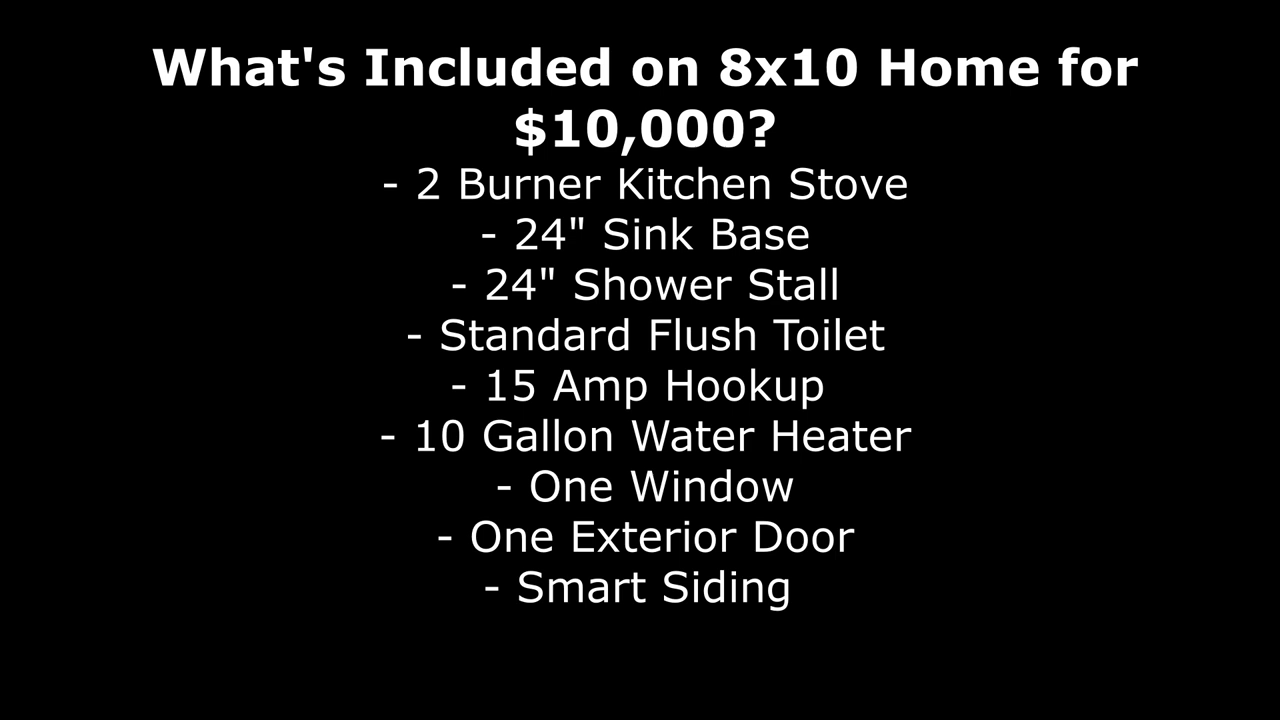 What's Included on 8x10 Home for
$10,000?
- 2 Burner Kitchen Stove
- 24" Sink Base
- 24" Shower Stall
- Standard Flush Toilet
- 15 Amp Hookup
- 10 Gallon Water Heater
- One Window
- One Exterior Door
- Smart Siding